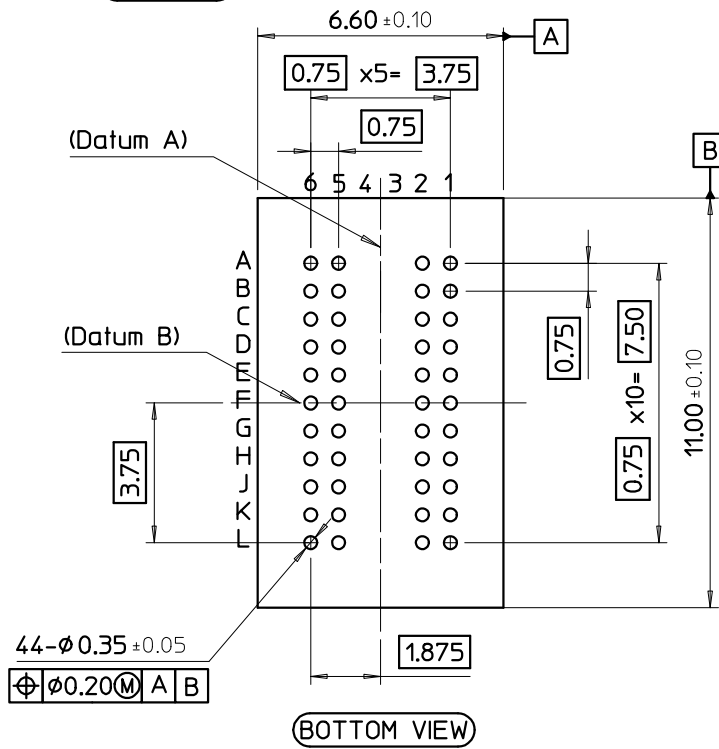 6.60 ±0.10
A
0.75 x5= 3.75
0.75
(Datum A)
B
6 5 4 3 2 1
A
B
C
D
E
F
G
H
J
K
L
(Datum B)
0.75
0.75 x10= 7.50
11.00 ±0.10
3.75
44-ϕ0.35 ±0.05
⌖ ϕ0.20Ⓜ A B
1.875
BOTTOM VIEW